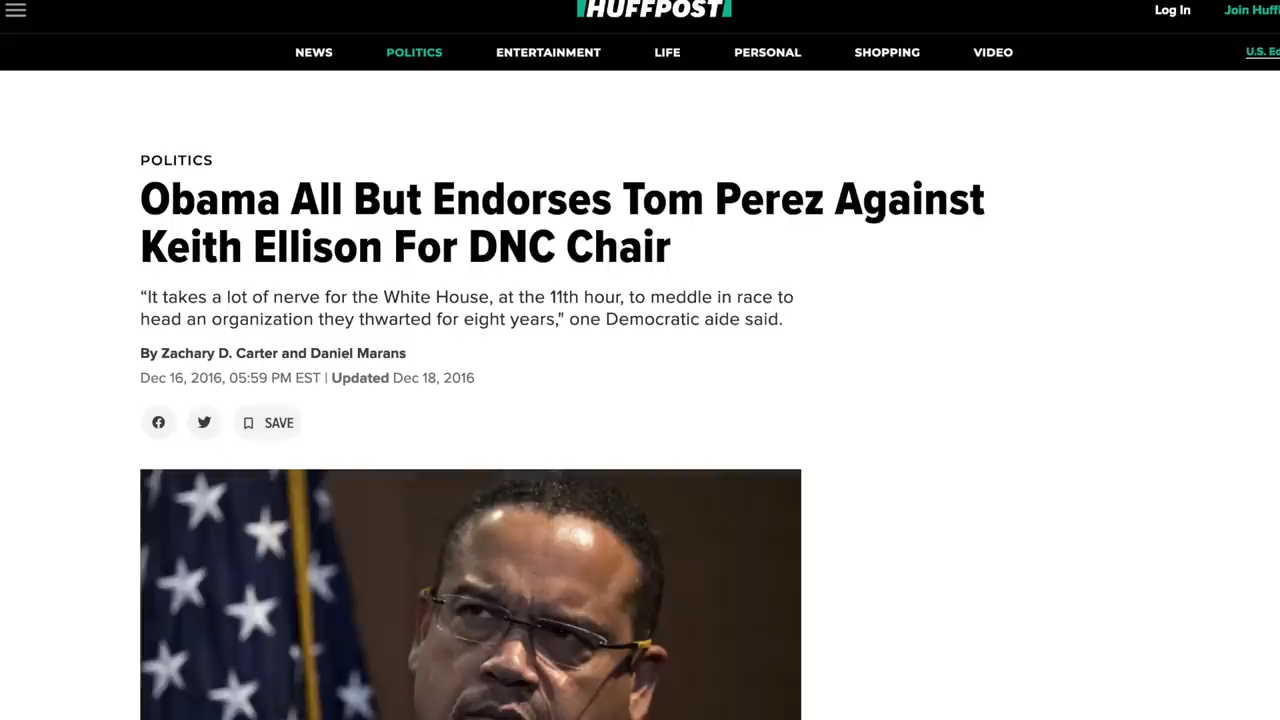 HUFFPOST
Log In
NEWS
POLITICS
ENTERTAINMENT
LIFE
PERSONAL
SHOPPING
VIDEO
POLITICS
Obama All But Endorses Tom Perez Against
Keith Ellison For DNC Chair
“It takes a lot of nerve for the White House, at the 11th hour, to meddle in race to
head an organization they thwarted for eight years," one Democratic aide said.
By Zachary D. Carter and Daniel Marans
Dec 16, 2016, 05:59 PM EST | Updated Dec 18, 2016
SAVE